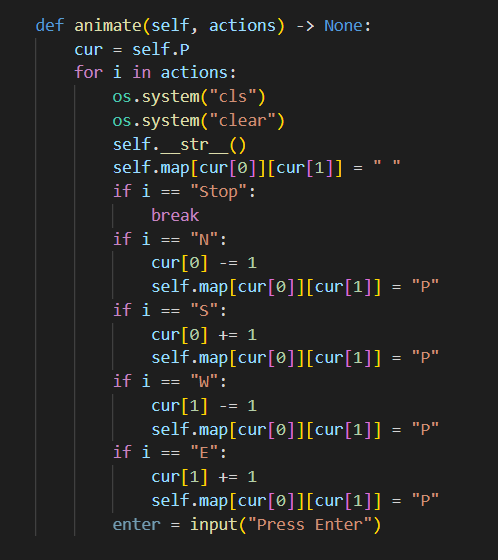 def animate(self, actions) -> None:
    cur = self.P
    for i in actions:
        os.system("cls")
        os.system("clear")
        self.__str__()
        self.map[cur[0]][cur[1]] = " "
        if i == "Stop":
            break
        if i == "N":
            cur[0] -= 1
            self.map[cur[0]][cur[1]] = "P"
        if i == "S":
            cur[0] += 1
            self.map[cur[0]][cur[1]] = "P"
        if i == "W":
            cur[1] -= 1
            self.map[cur[0]][cur[1]] = "P"
        if i == "E":
            cur[1] += 1
            self.map[cur[0]][cur[1]] = "P"
        enter = input("Press Enter")